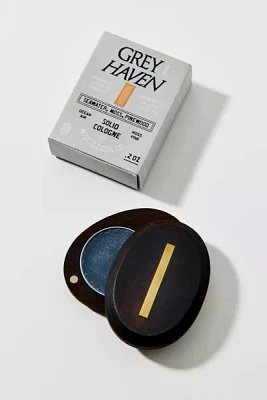 GREY
HAVEN
SEAWATER, MOSS, PINEWOOD
OCEAN
AIR
SOLID
COLOGNE
MOSS
PINE
.2 OZ